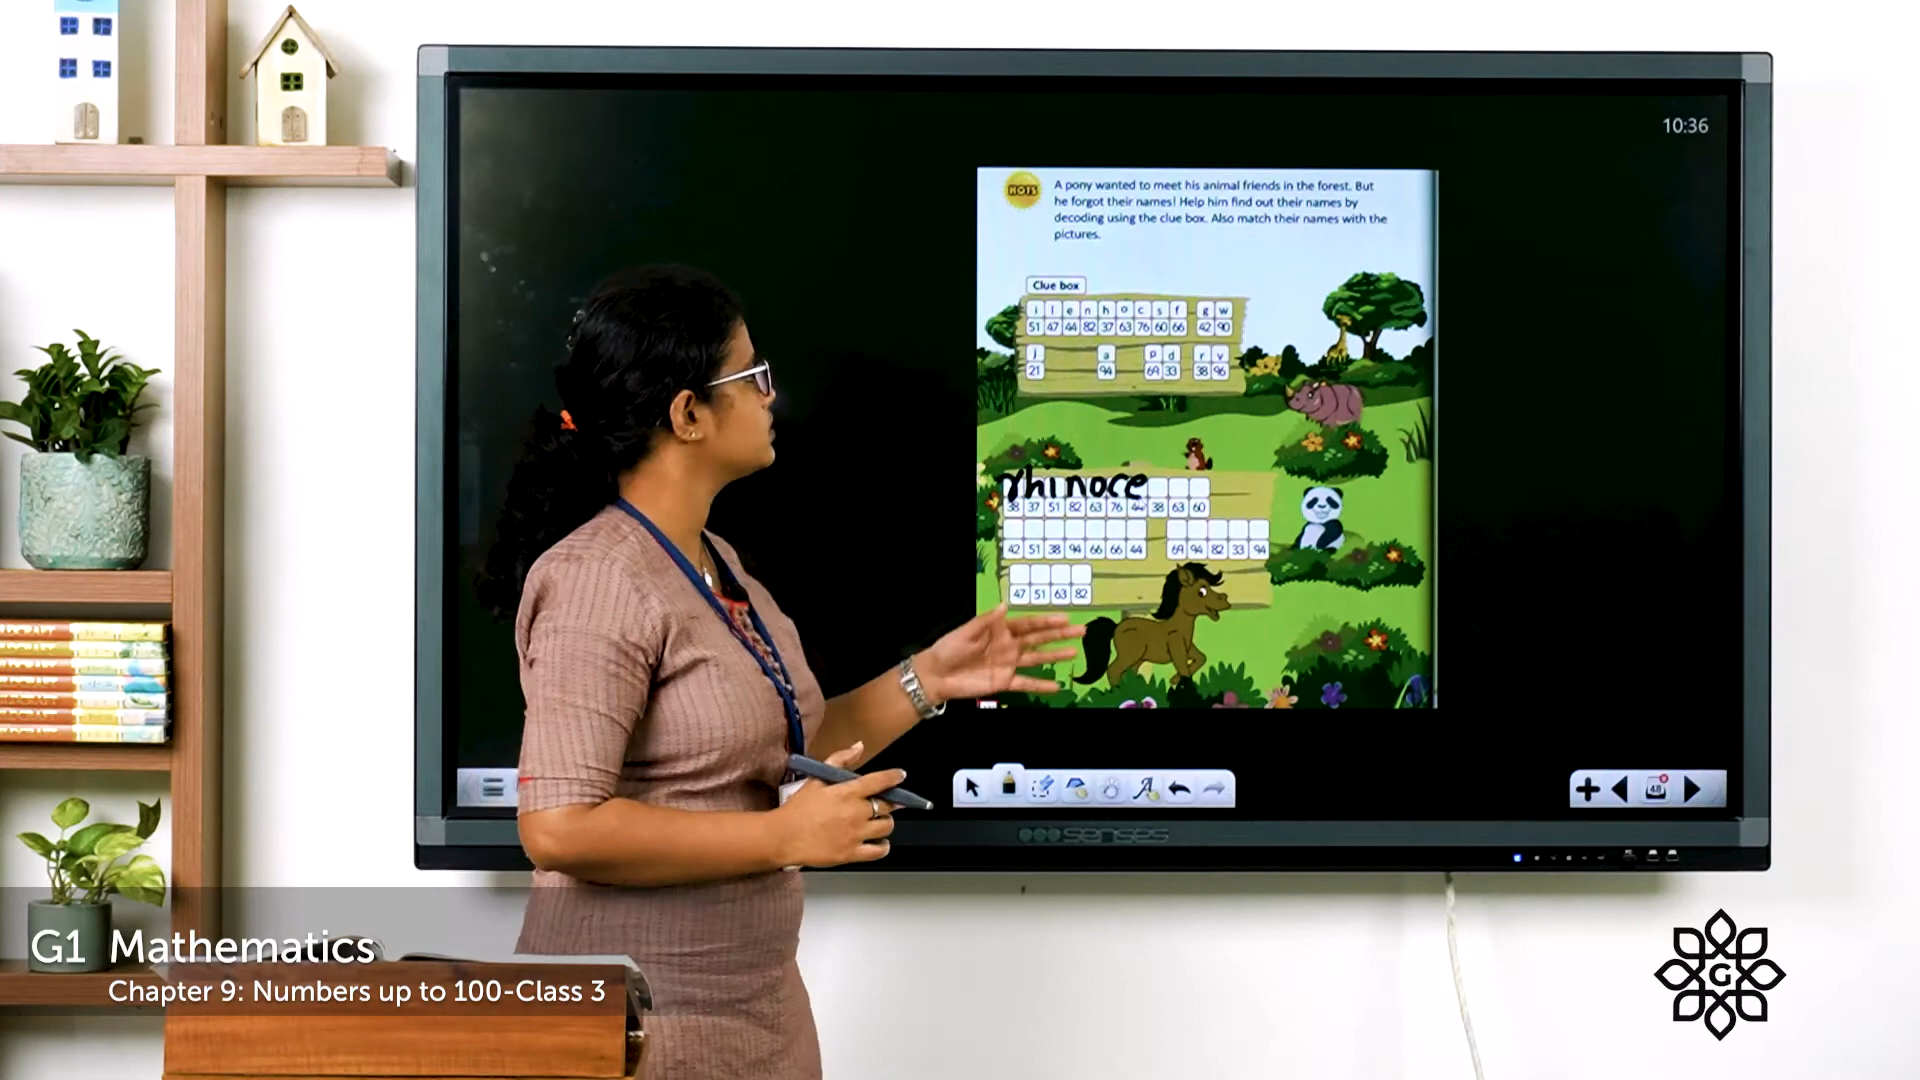 10:36
HOTS
A pony wanted to meet his animal friends in the forest. But
he forgot their names! Help him find out their names by
decoding using the clue box. Also match their names with the
pictures.
Clue box
i l e n h o c s f g w
51 47 44 82 37 63 76 60 66 42 90
j a p d r v
21 94 69 33 38 96
rhinoce
38 37 51 82 63 76 44 38 63 60
42 51 38 94 66 66 44 69 94 82 33 94
47 51 63 82
48
senses
G1 Mathematics
Chapter 9: Numbers up to 100-Class 3
G